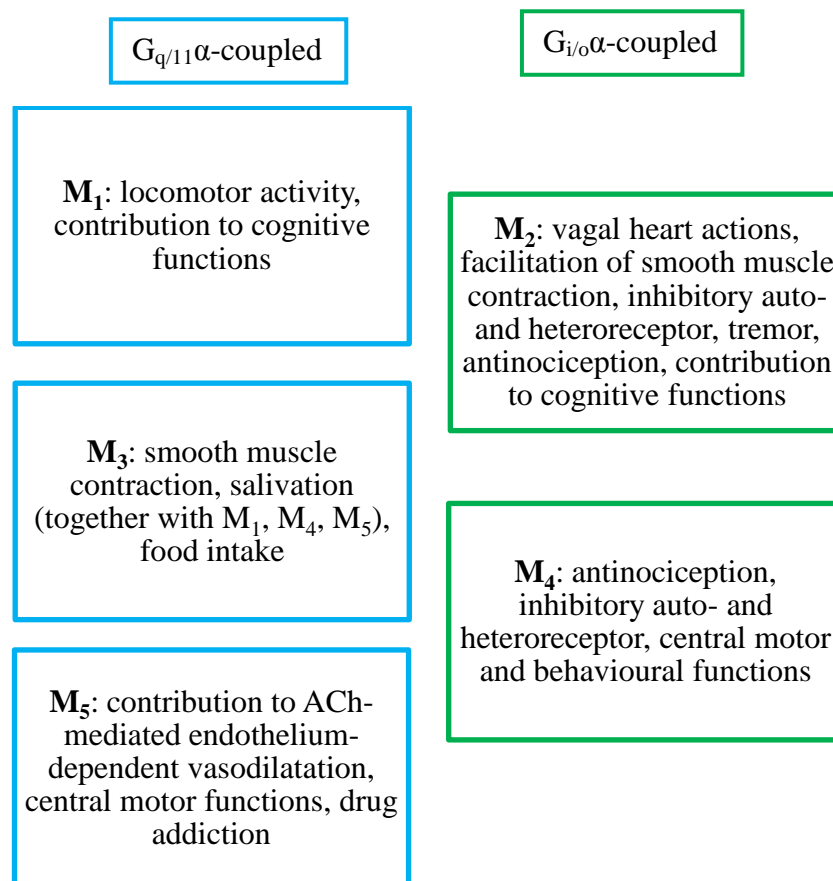 G_q/11α-coupled
M₁: locomotor activity,
contribution to cognitive
functions
M₃: smooth muscle
contraction, salivation
(together with M₁, M₄, M₅),
food intake
M₅: contribution to ACh-
mediated endothelium-
dependent vasodilatation,
central motor functions, drug
addiction
G_i/oα-coupled
M₂: vagal heart actions,
facilitation of smooth muscle
contraction, inhibitory auto-
and heteroreceptor, tremor,
antinociception, contribution
to cognitive functions
M₄: antinociception,
inhibitory auto- and
heteroreceptor, central motor
and behavioural functions